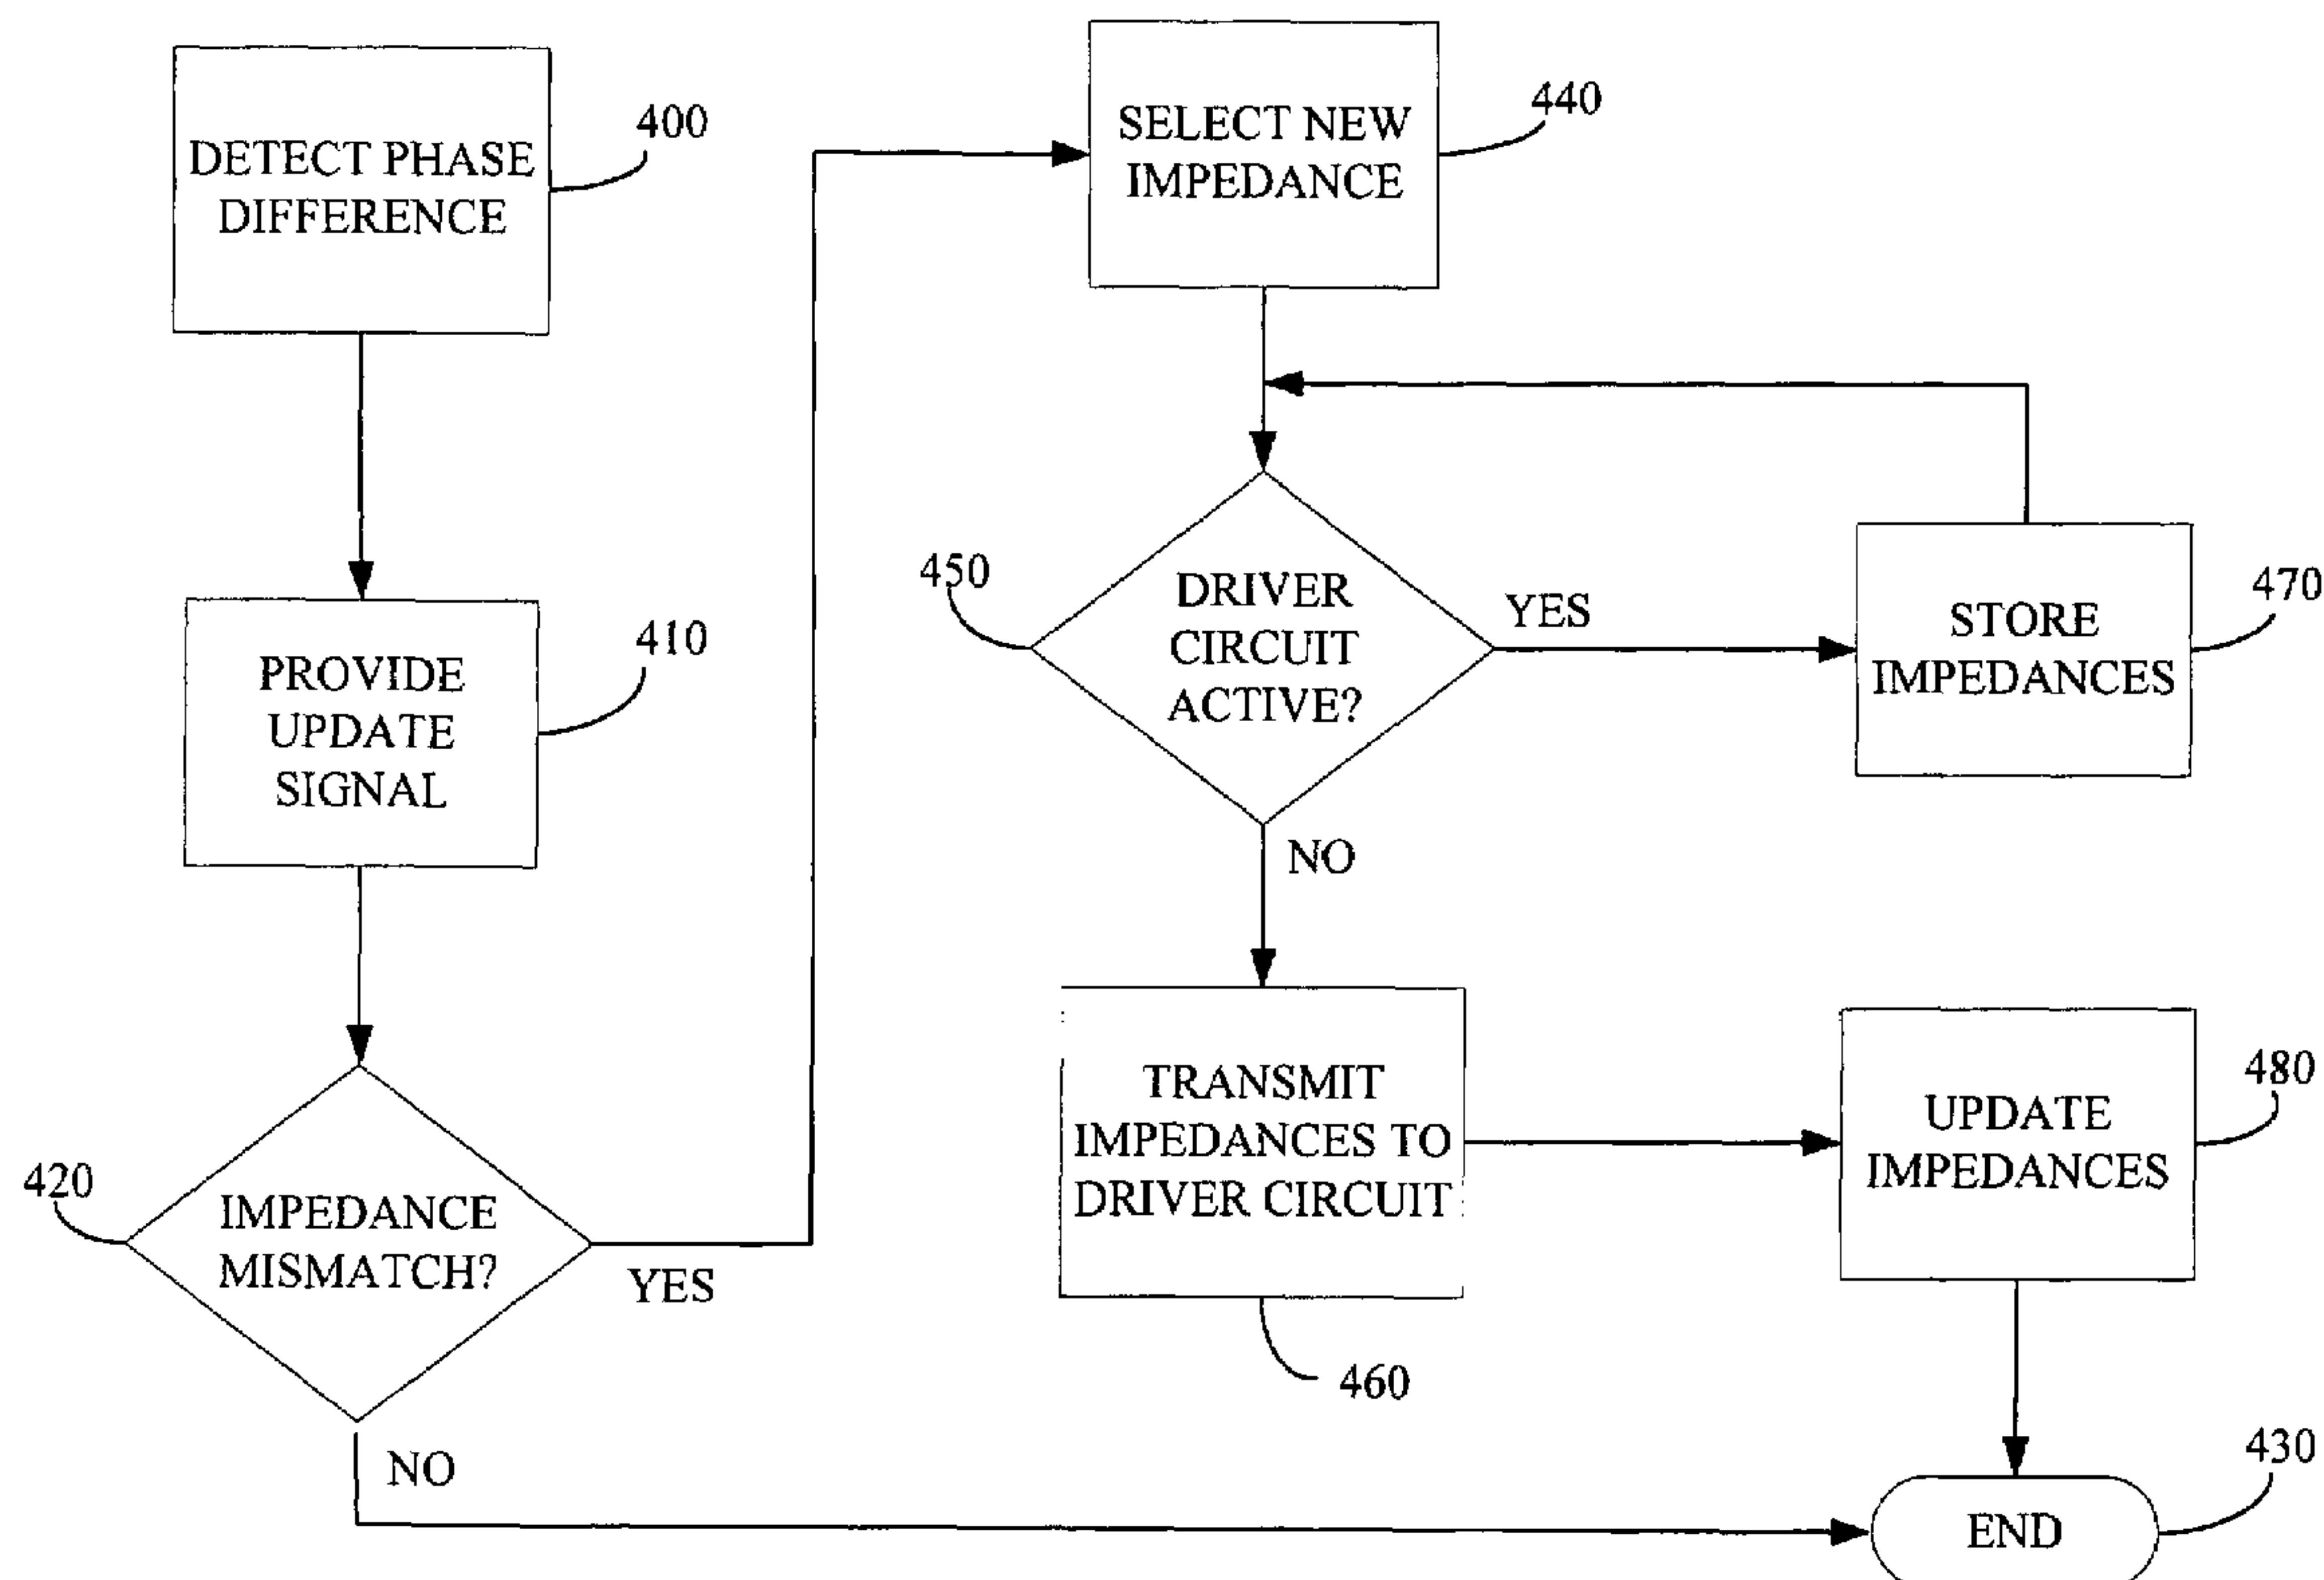 DETECT PHASE
DIFFERENCE
400
PROVIDE
UPDATE
SIGNAL
410
420
IMPEDANCE
MISMATCH?
YES
NO
SELECT NEW
IMPEDANCE
440
450
DRIVER
CIRCUIT
ACTIVE?
YES
NO
STORE
IMPEDANCES
470
TRANSMIT
IMPEDANCES TO
DRIVER CIRCUIT
460
UPDATE
IMPEDANCES
480
END
430